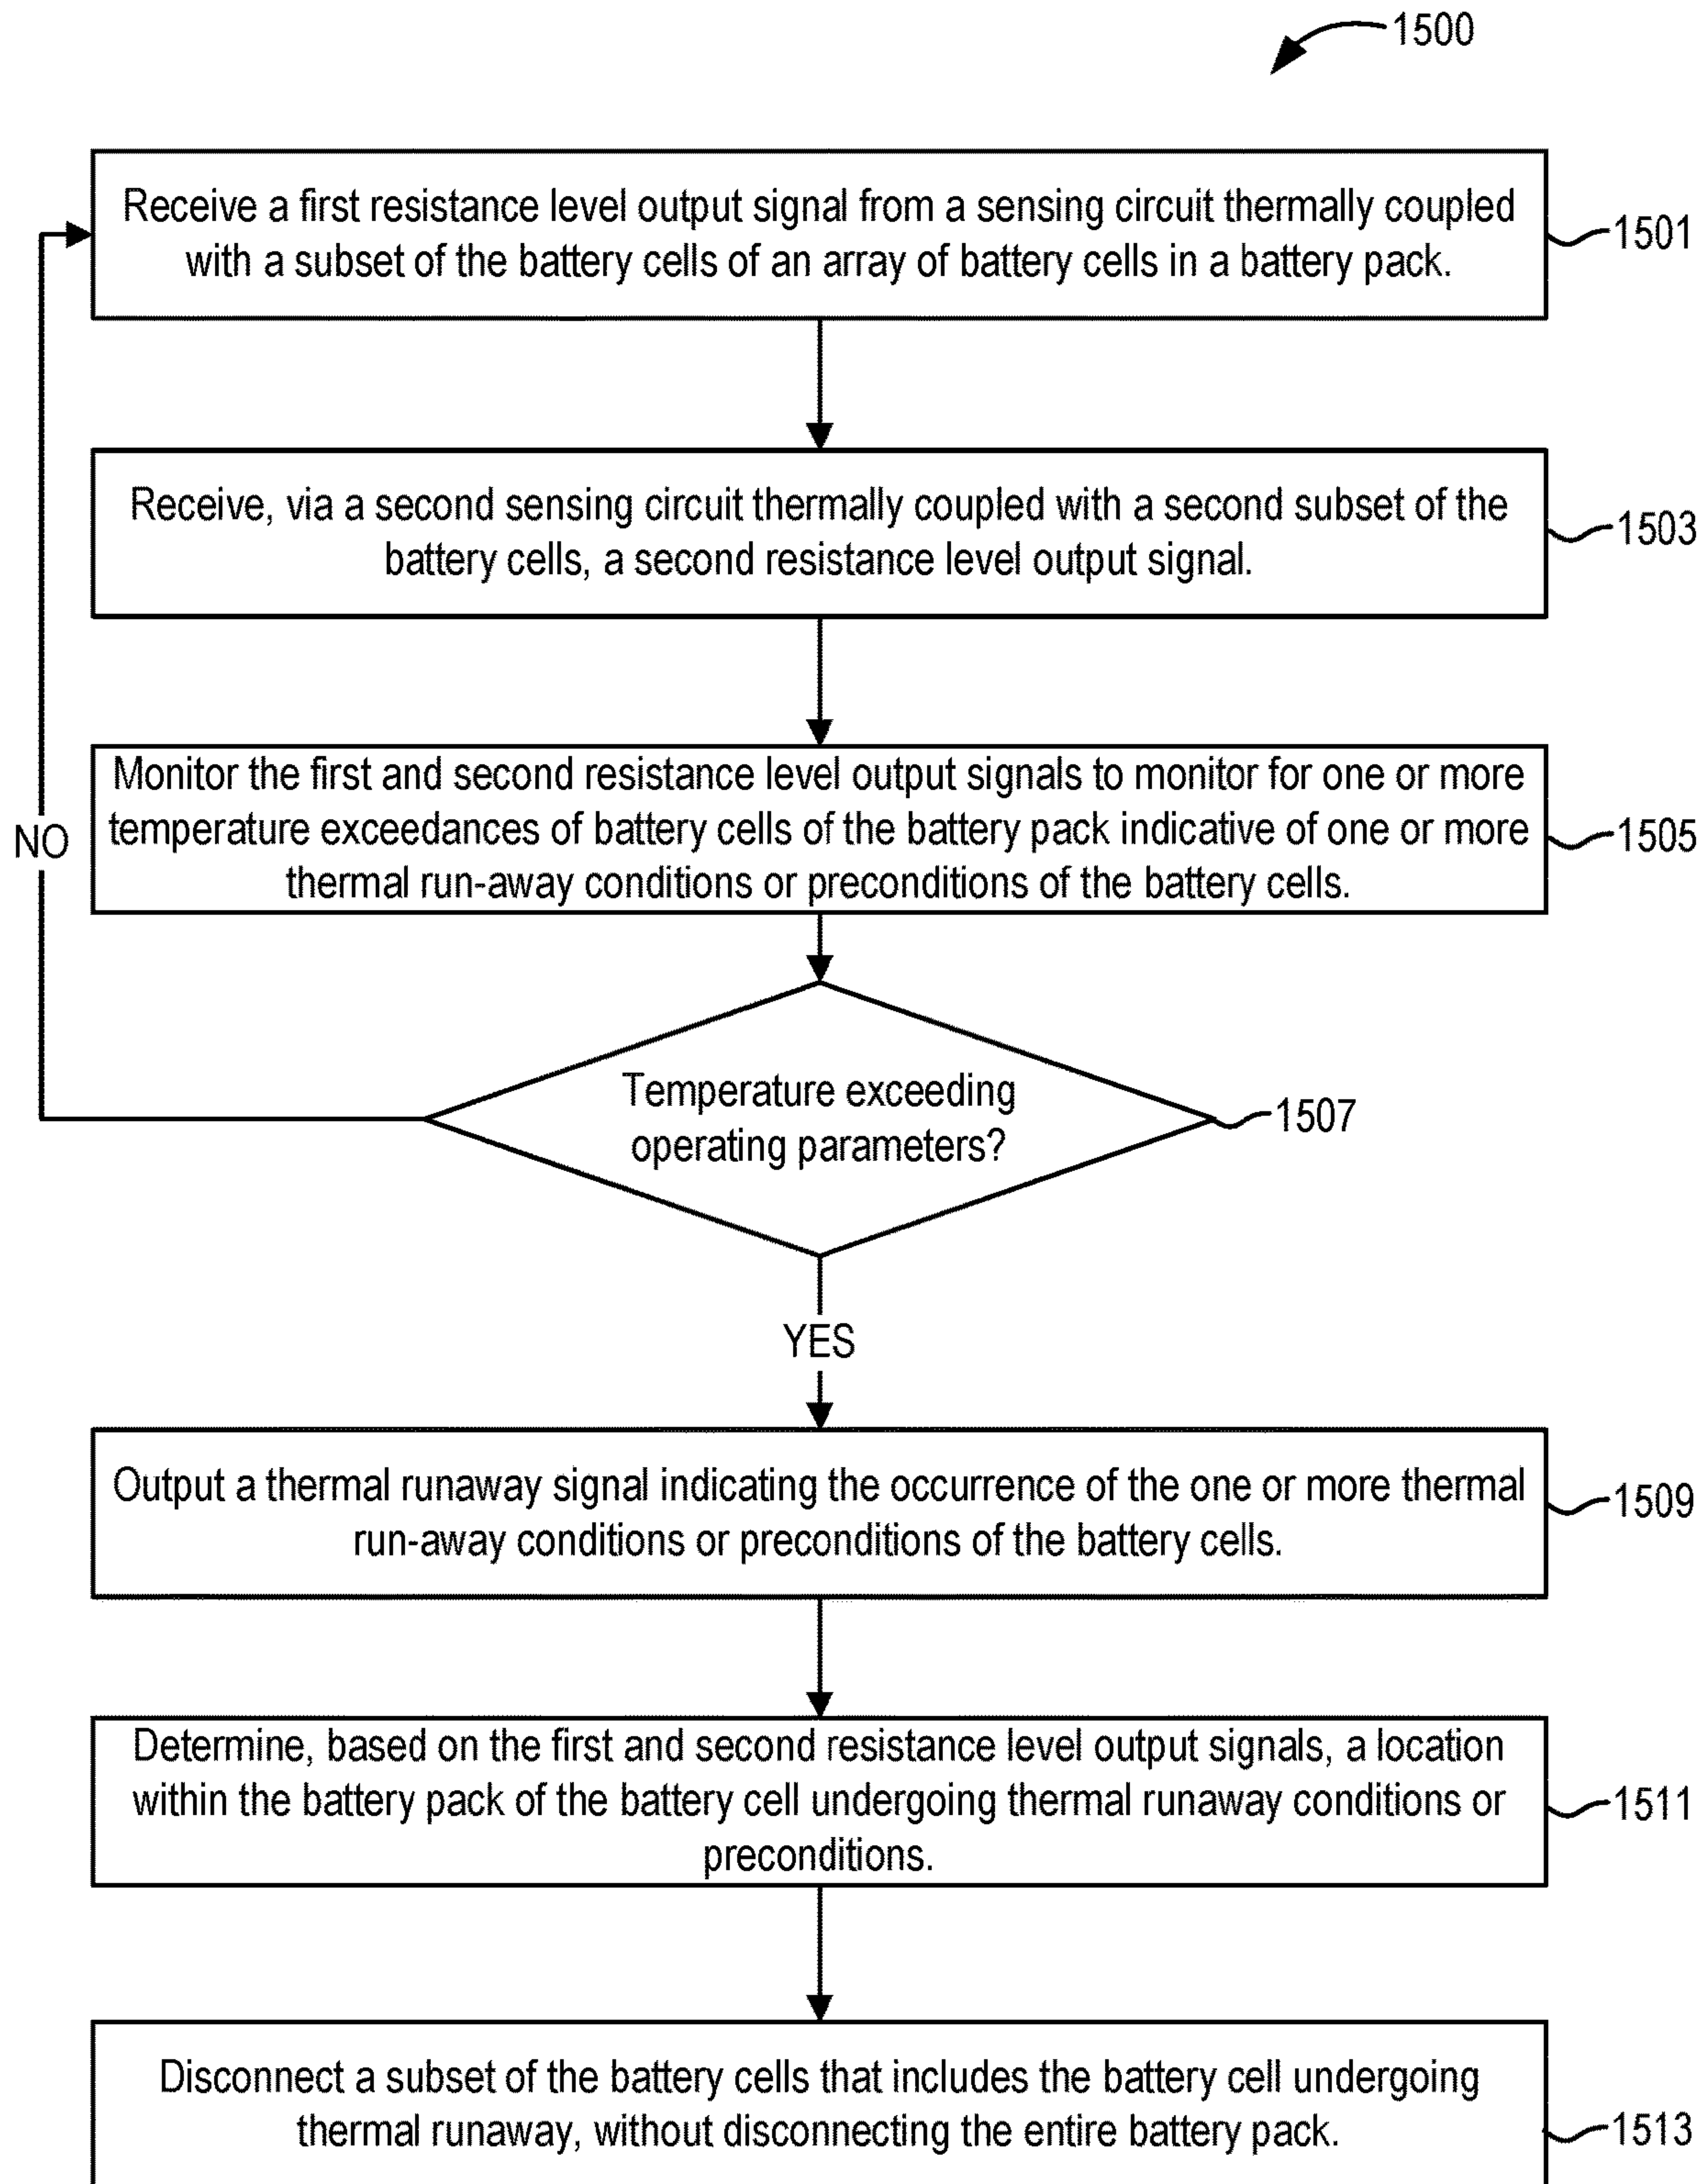 1500
Receive a first resistance level output signal from a sensing circuit thermally coupled
with a subset of the battery cells of an array of battery cells in a battery pack.
1501
Receive, via a second sensing circuit thermally coupled with a second subset of the
battery cells, a second resistance level output signal.
1503
Monitor the first and second resistance level output signals to monitor for one or more
temperature exceedances of battery cells of the battery pack indicative of one or more
thermal run-away conditions or preconditions of the battery cells.
1505
NO
Temperature exceeding
operating parameters?
1507
YES
Output a thermal runaway signal indicating the occurrence of the one or more thermal
run-away conditions or preconditions of the battery cells.
1509
Determine, based on the first and second resistance level output signals, a location
within the battery pack of the battery cell undergoing thermal runaway conditions or
preconditions.
1511
Disconnect a subset of the battery cells that includes the battery cell undergoing
thermal runaway, without disconnecting the entire battery pack.
1513